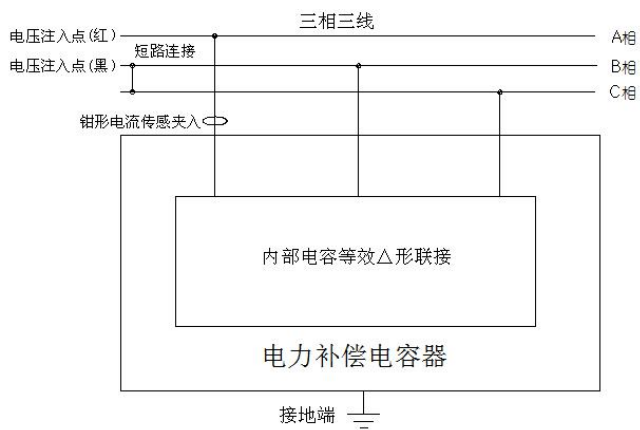 三相三线
电压注入点(红)
A相
短路连接
电压注入点(黑)
B相
C相
钳形电流传感夹入
内部电容等效△形联接
电力补偿电容器
接地端